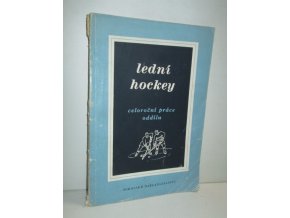 lední
hockey
celoroční práce
oddílu